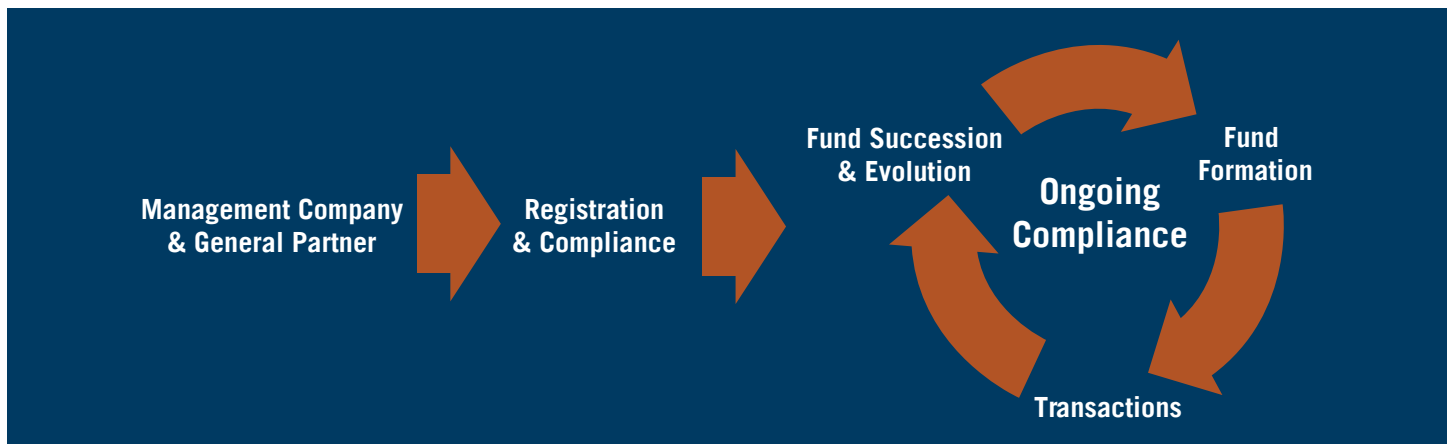 Management Company
& General Partner
Registration
& Compliance
Fund Succession
& Evolution
Fund
Formation
Ongoing
Compliance
Transactions